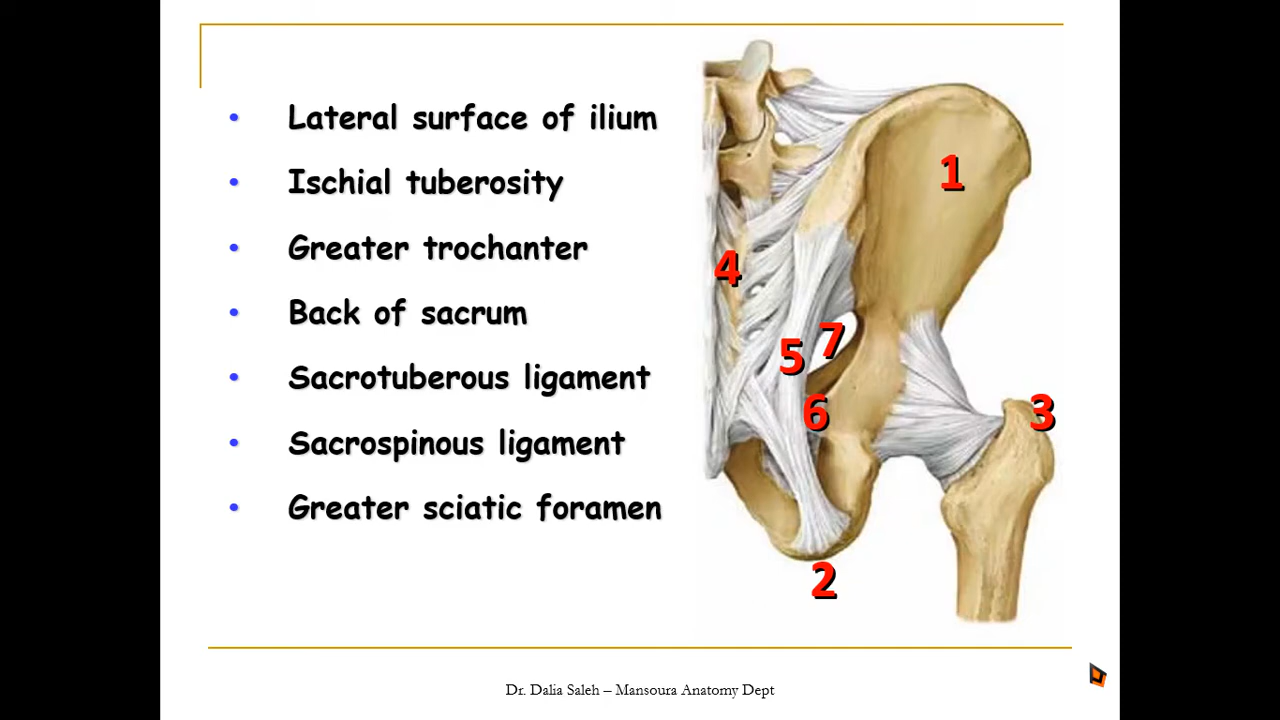 • Lateral surface of ilium
• Ischial tuberosity
• Greater trochanter
• Back of sacrum
• Sacrotuberous ligament
• Sacrospinous ligament
• Greater sciatic foramen
1
4
7
5
6
3
2
Dr. Dalia Saleh – Mansoura Anatomy Dept